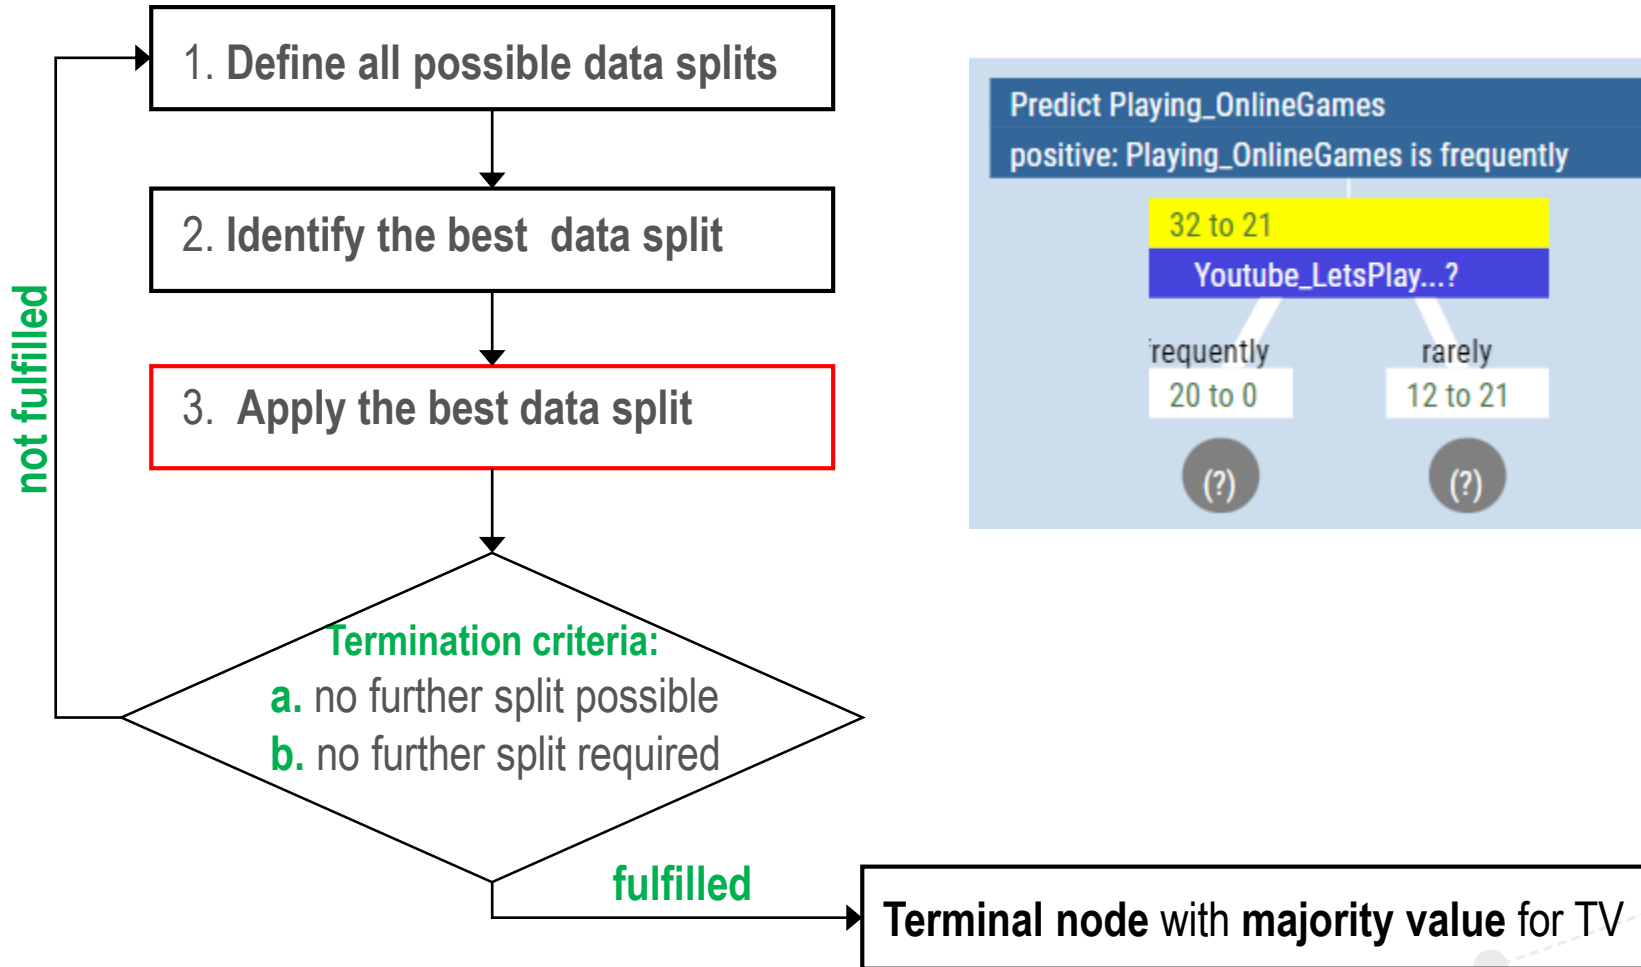 1. Define all possible data splits
2. Identify the best data split
3. Apply the best data split
not fulfilled
Termination criteria:
a. no further split possible
b. no further split required
fulfilled
Terminal node with majority value for TV
Predict Playing_OnlineGames
positive: Playing_OnlineGames is frequently
32 to 21
Youtube_LetsPlay...?
requently rarely
20 to 0 12 to 21
(?) (?)